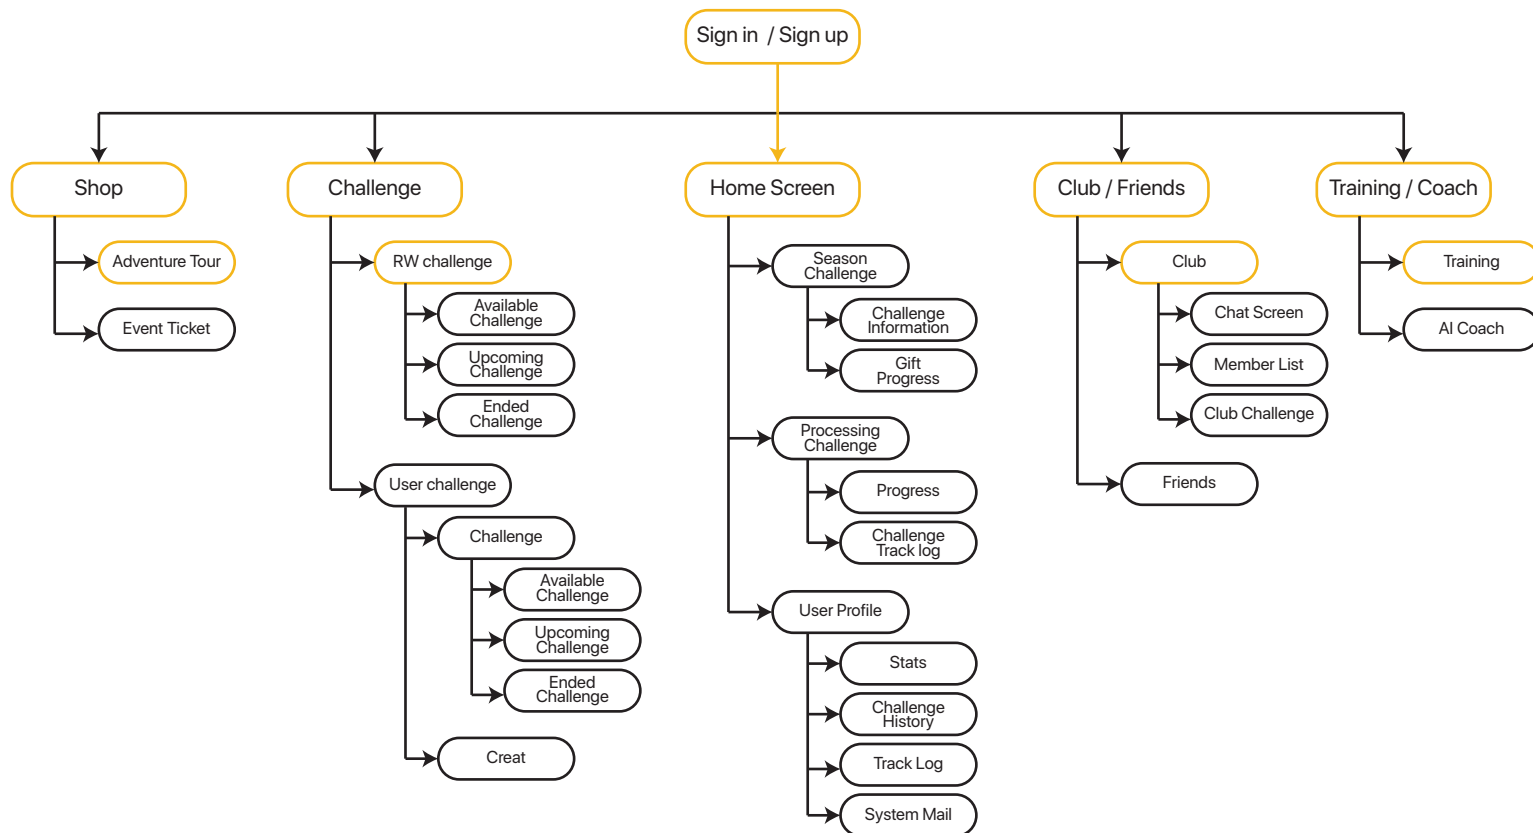 Sign in / Sign up
Shop
Challenge
Home Screen
Club / Friends
Training / Coach
Adventure Tour
Event Ticket
RW challenge
Available
Challenge
Upcoming
Challenge
Ended
Challenge
User challenge
Challenge
Available
Challenge
Upcoming
Challenge
Ended
Challenge
Creat
Season
Challenge
Challenge
Information
Gift
Progress
Processing
Challenge
Progress
Challenge
Track log
User Profile
Stats
Challenge
History
Track Log
System Mail
Club
Chat Screen
Member List
Club Challenge
Friends
Training
AI Coach